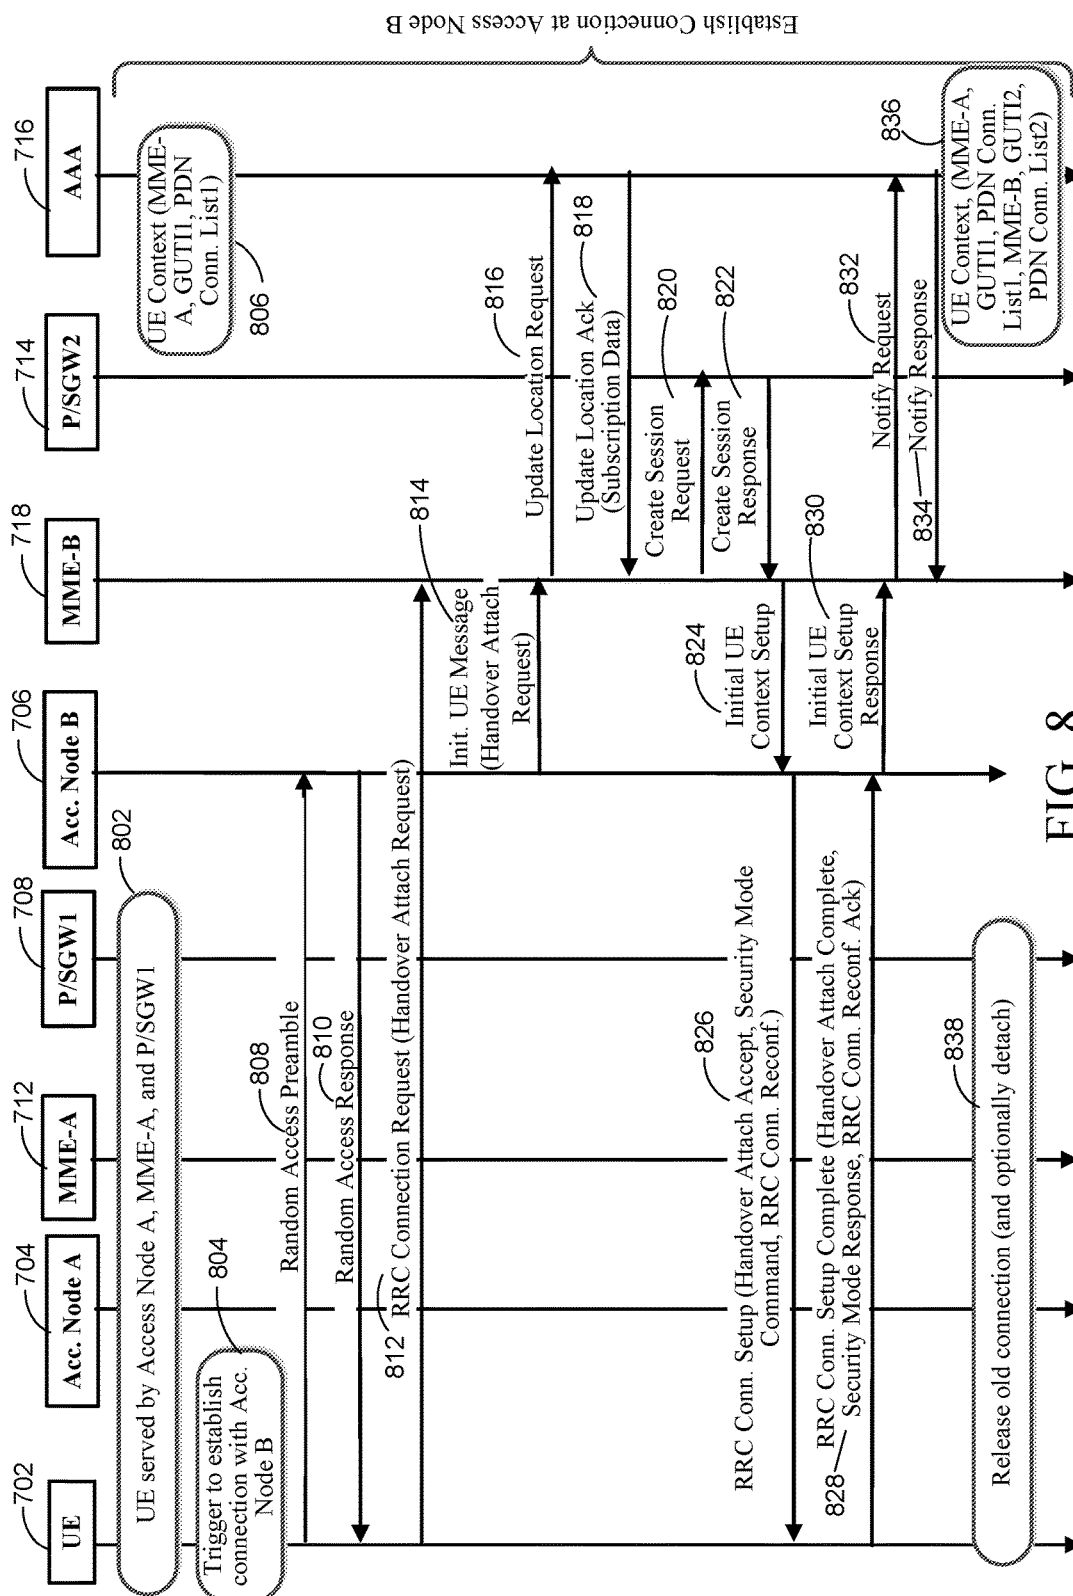 702
UE
704
Acc. Node A
712
MME-A
708
P/SGW1
706
Acc. Node B
718
MME-B
714
P/SGW2
716
AAA
UE served by Access Node A, MME-A, and P/SGW1
802
Trigger to establish
connection with Acc.
Node B
804
UE Context (MME-
A, GUTI1, PDN
Conn. List1)
806
Random Access Preamble
808
810
Random Access Response
812
RRC Connection Request (Handover Attach Request)
814
Init. UE Message
(Handover Attach
Request)
816
Update Location Request
818
Update Location Ack
(Subscription Data)
820
Create Session
Request
822
Create Session
Response
824
Initial UE
Context Setup
826
RRC Conn. Setup (Handover Attach Accept, Security Mode
Command, RRC Conn. Reconf.)
828
RRC Conn. Setup Complete (Handover Attach Complete,
Security Mode Response, RRC Conn. Reconf. Ack)
830
Initial UE
Context Setup
Response
832
Notify Request
834
Notify Response
836
UE Context, (MME-A,
GUTI1, PDN Conn.
List1, MME-B, GUTI2,
PDN Conn. List2)
838
Release old connection (and optionally detach)
Establish Connection at Access Node B
FIG. 8